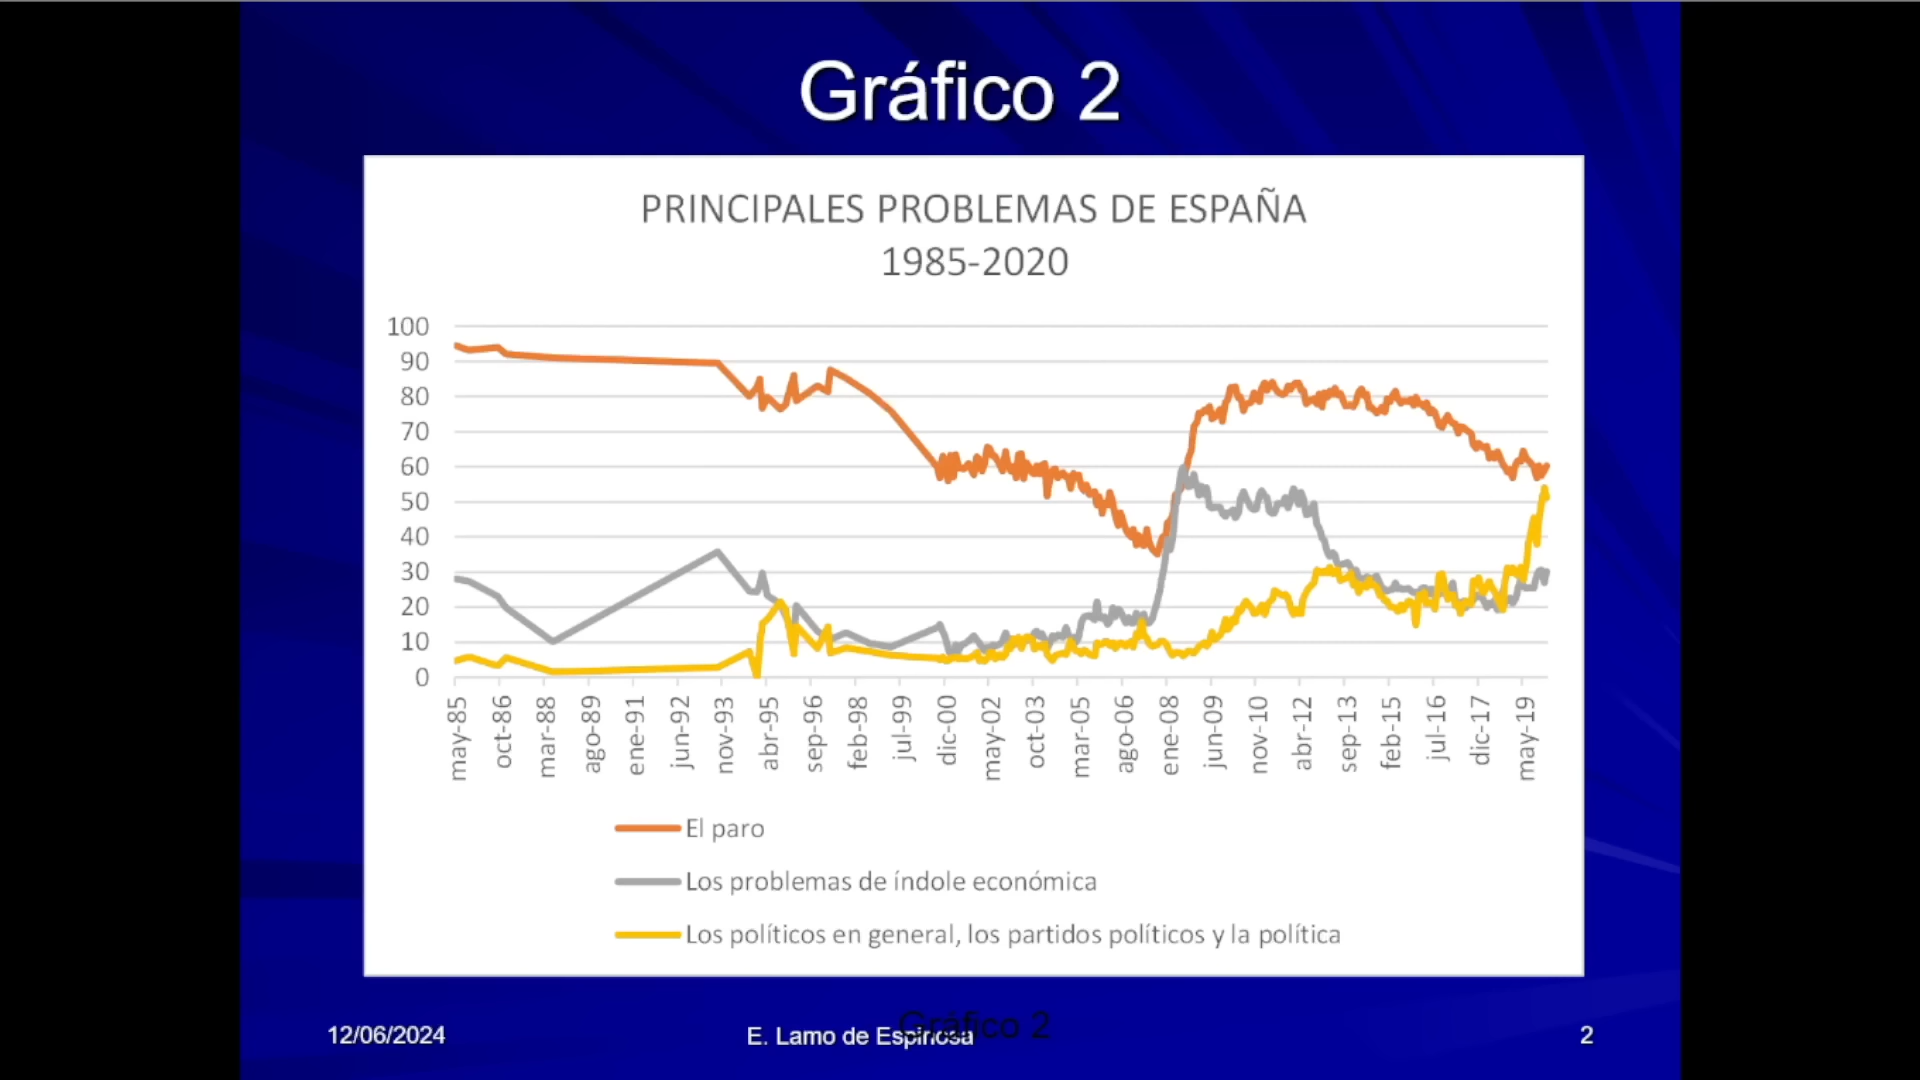 Gráfico 2
PRINCIPALES PROBLEMAS DE ESPAÑA
1985-2020
100
90
80
70
60
50
40
30
20
10
0
may-85
oct-86
mar-88
ago-89
ene-91
jun-92
nov-93
abr-95
sep-96
feb-98
jul-99
dic-00
may-02
oct-03
mar-05
ago-06
ene-08
jun-09
nov-10
abr-12
sep-13
feb-15
jul-16
dic-17
may-19
El paro
Los problemas de índole económica
Los políticos en general, los partidos políticos y la política
Gráfico 2
12/06/2024
E. Lamo de Espinosa
2